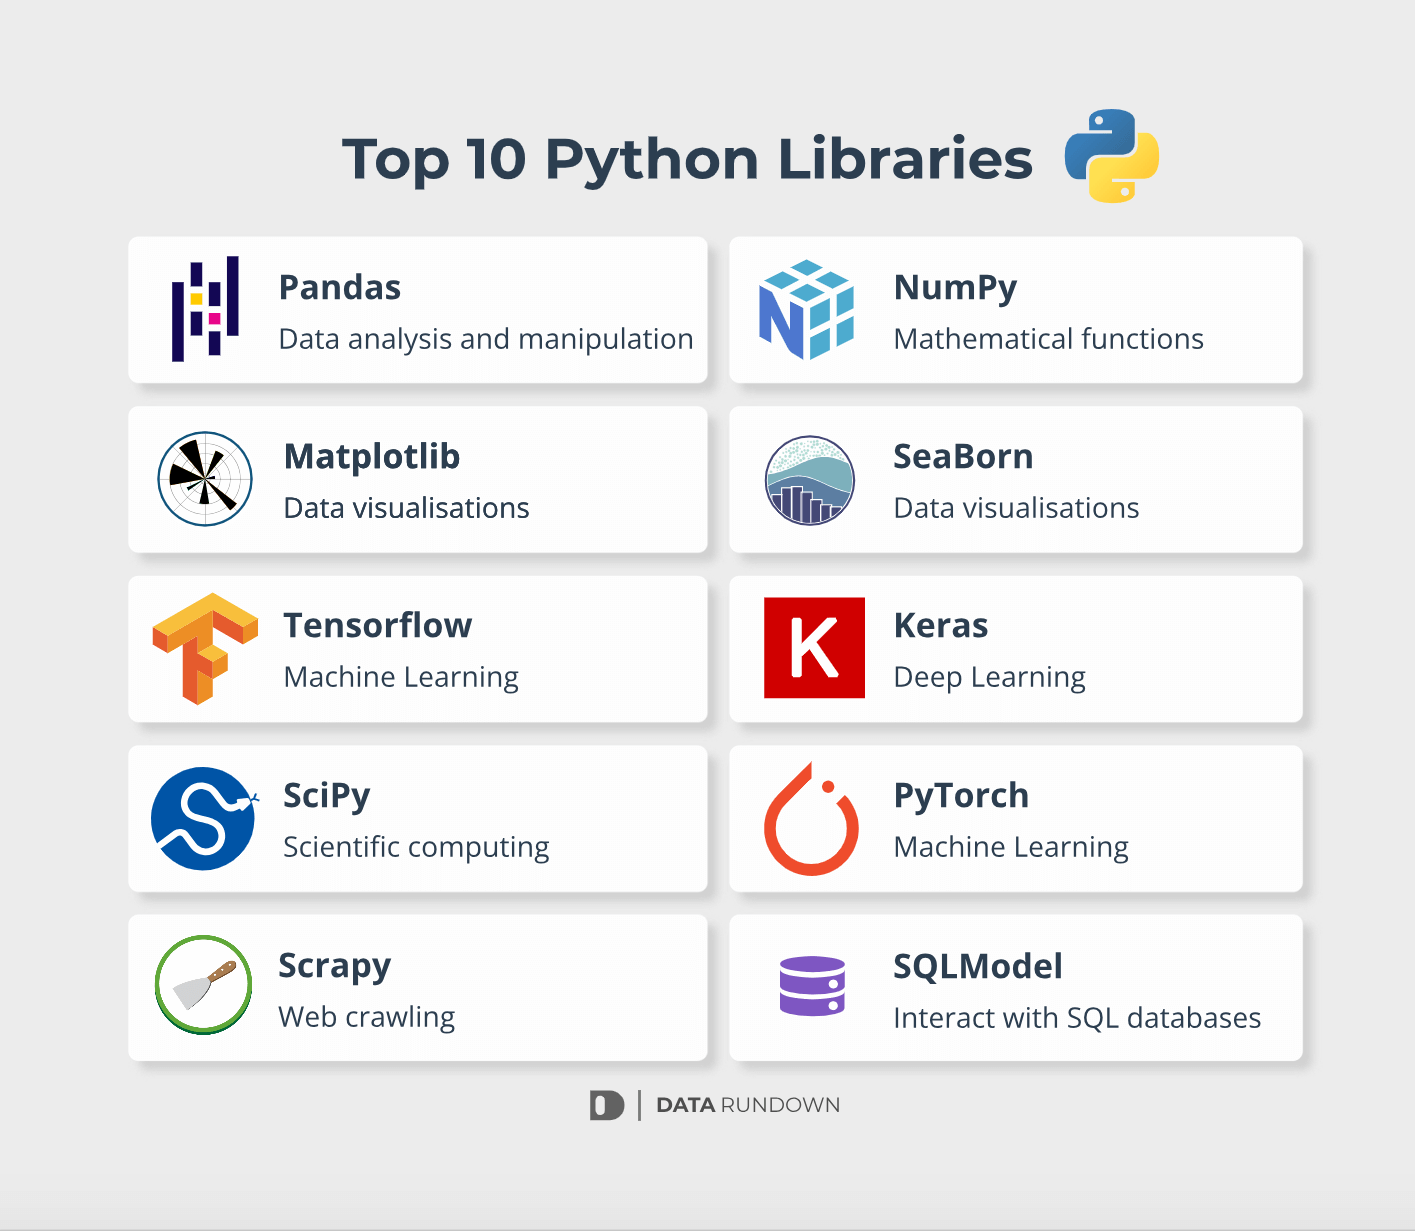 Top 10 Python Libraries
Pandas
Data analysis and manipulation
NumPy
Mathematical functions
Matplotlib
Data visualisations
SeaBorn
Data visualisations
Tensorflow
Machine Learning
K
Keras
Deep Learning
SciPy
Scientific computing
PyTorch
Machine Learning
Scrapy
Web crawling
SQLModel
Interact with SQL databases
D | DATA RUNDOWN